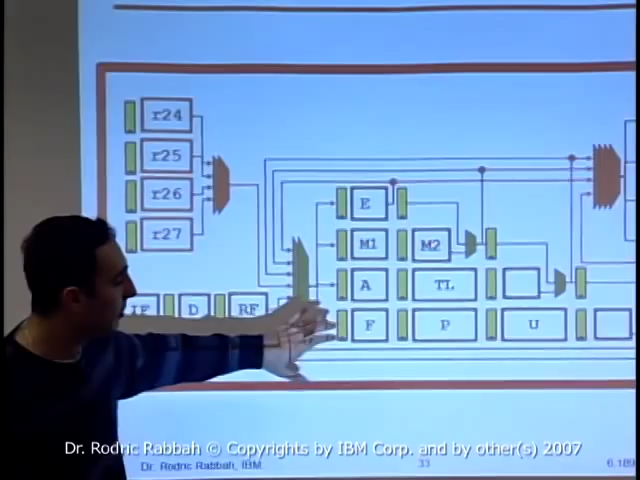 r24
r25
r26
r27
E
M1
M2
A
TL
IF
D
RF
F
P
U
Dr. Rodric Rabbah © Copyrights by IBM Corp. and by other(s) 2007
Dr. Rodric Rabbah, IBM.
33
6.189